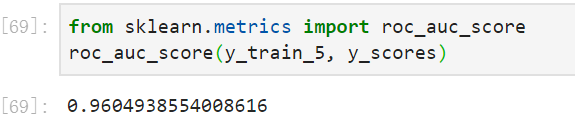 [69]: from sklearn.metrics import roc_auc_score
roc_auc_score(y_train_5, y_scores)
[69]: 0.9604938554008616